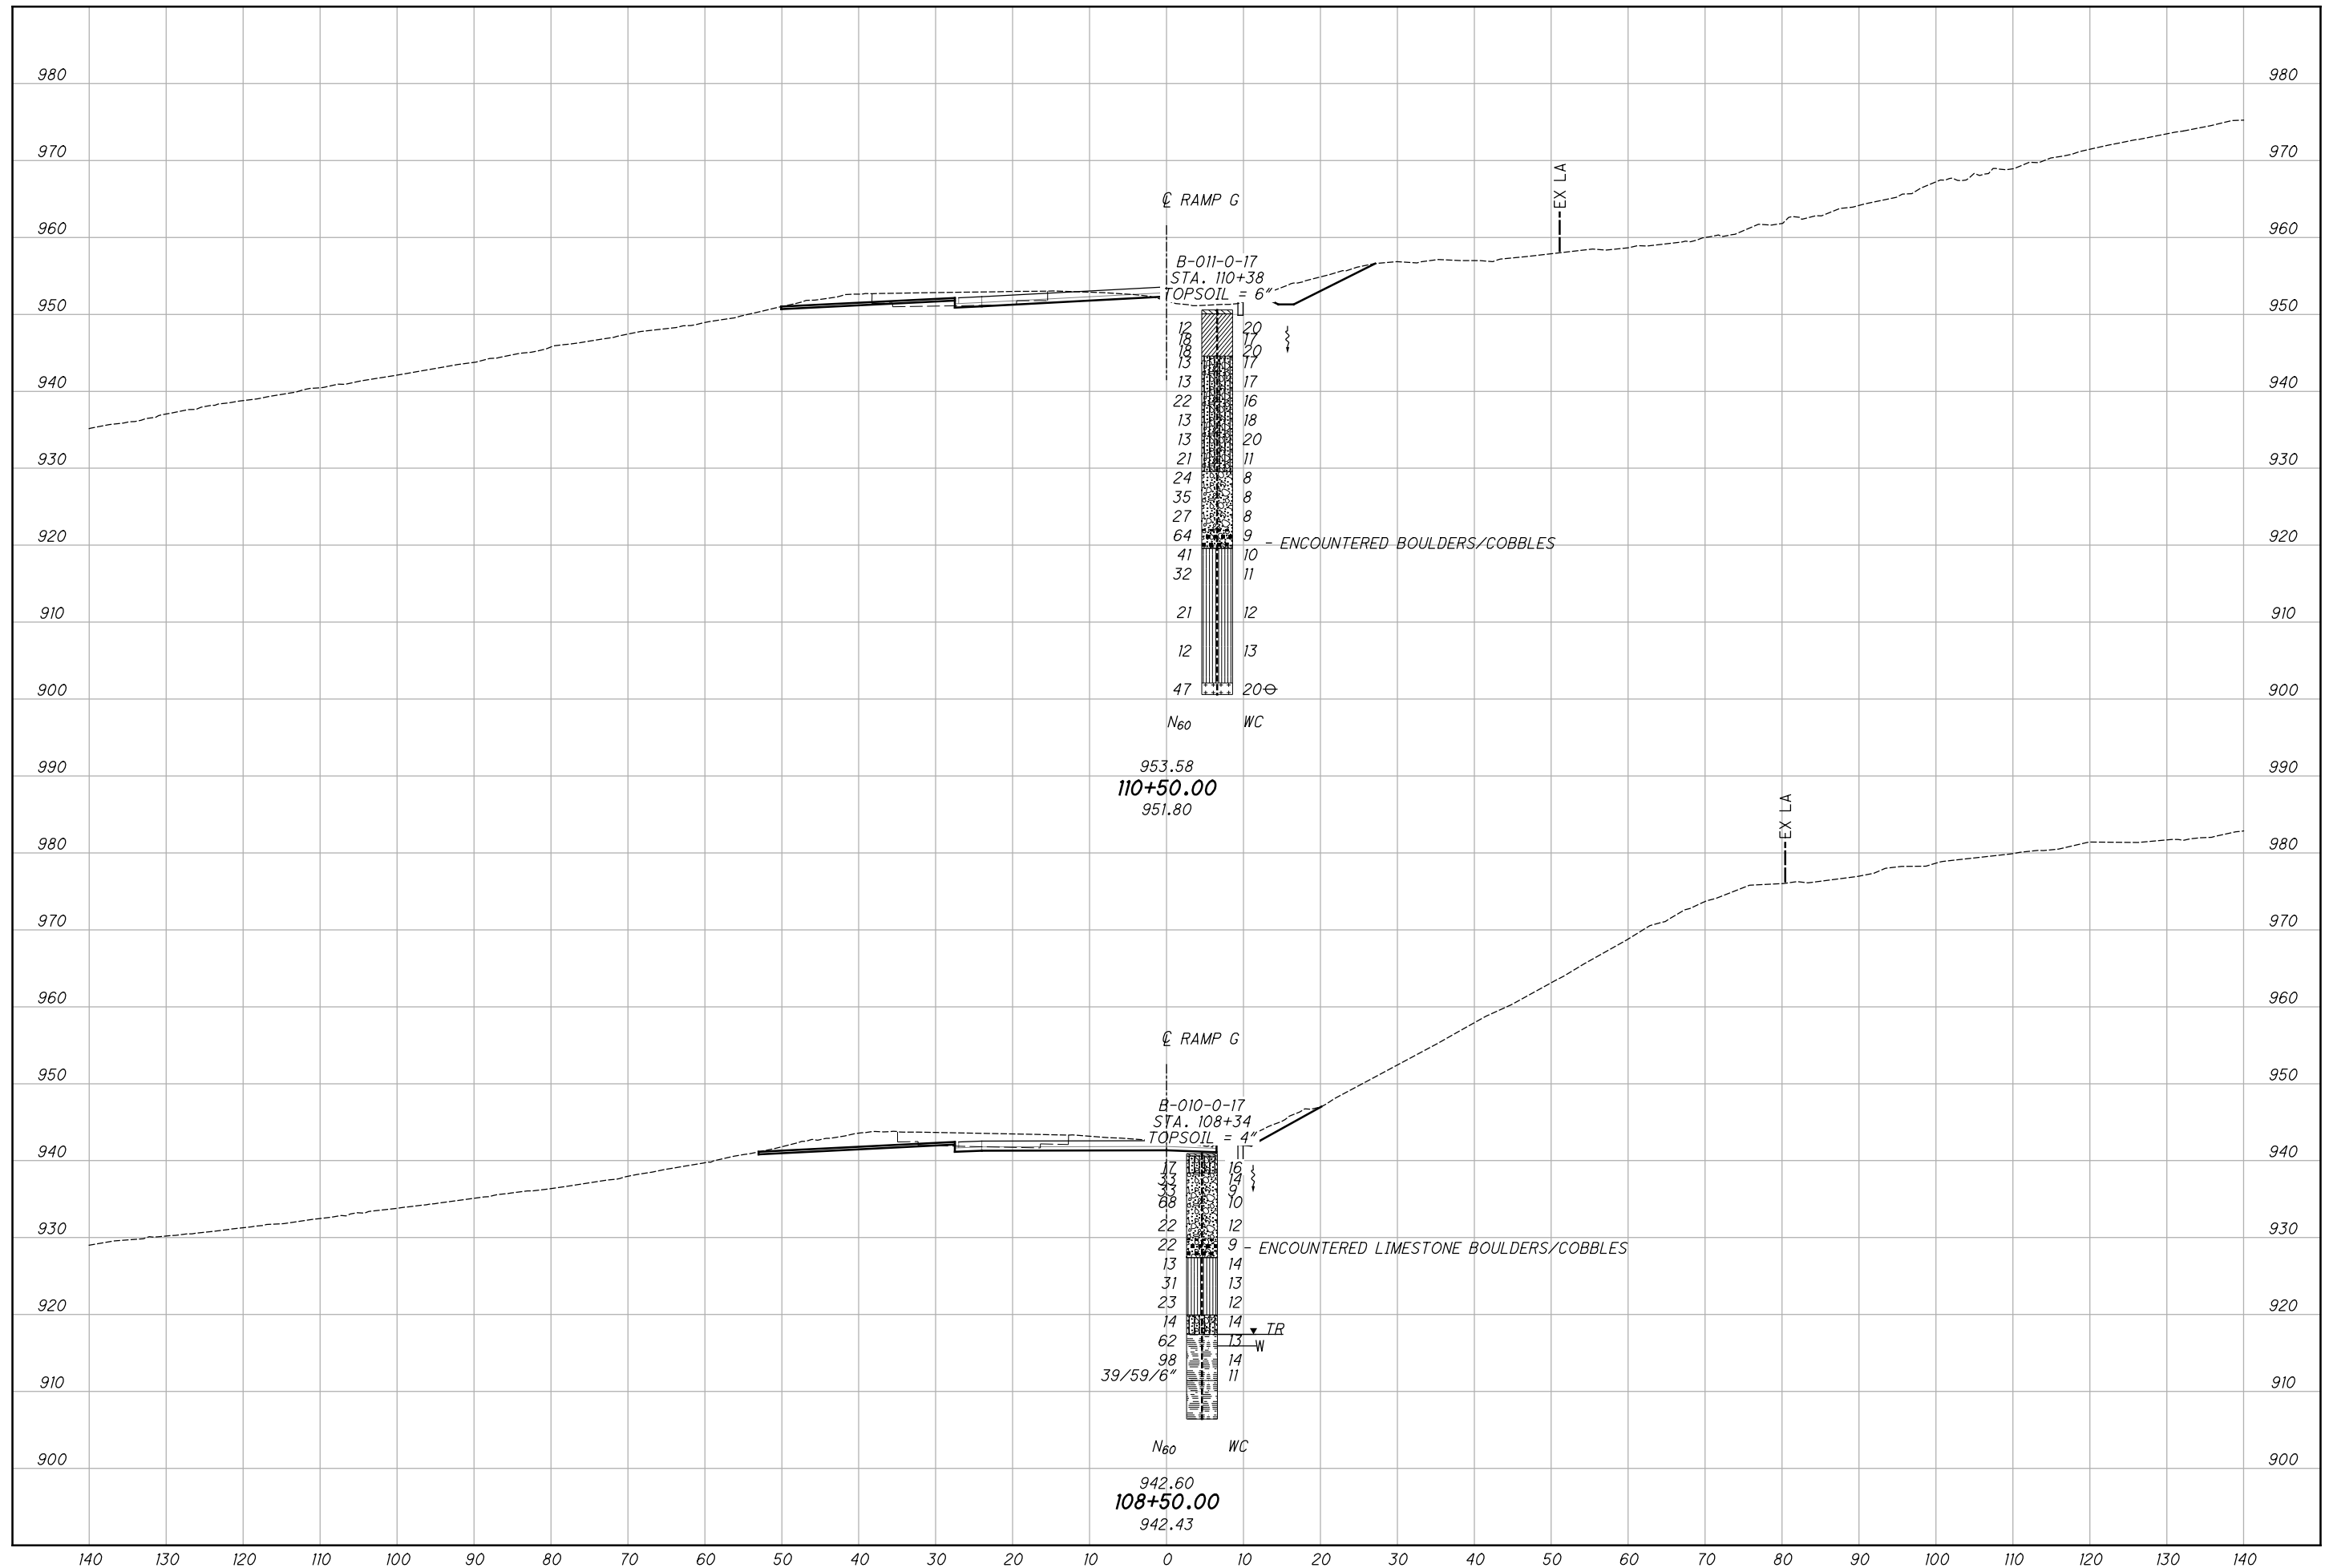 980 980
970 970
EX LA
℄ RAMP G
960 960
B-011-0-17
STA. 110+38
TOPSOIL = 6"
950 950
12 20
18 17
18 20
13 17
940 13 17 940
22 16
13 18
13 20
930 21 11 930
24 8
35 8
27 8
920 64 9 920
- ENCOUNTERED BOULDERS/COBBLES
41 10
32 11
910 21 12 910
12 13
900 47 20 900
N60 WC
990 953.58 990
110+50.00
951.80
EX LA
980 980
970 970
960 960
℄ RAMP G
950 950
B-010-0-17
STA. 108+34
TOPSOIL = 4"
940 940
17 16
33 14
33 9
68 10
930 22 12 930
22 9 - ENCOUNTERED LIMESTONE BOULDERS/COBBLES
13 14
31 13
920 23 12 920
14 14 TR
62 13 W
98 14
39/59/6" 11
910 910
N60 WC
900 900
942.60
108+50.00
942.43
140 130 120 110 100 90 80 70 60 50 40 30 20 10 0 10 20 30 40 50 60 70 80 90 100 110 120 130 140